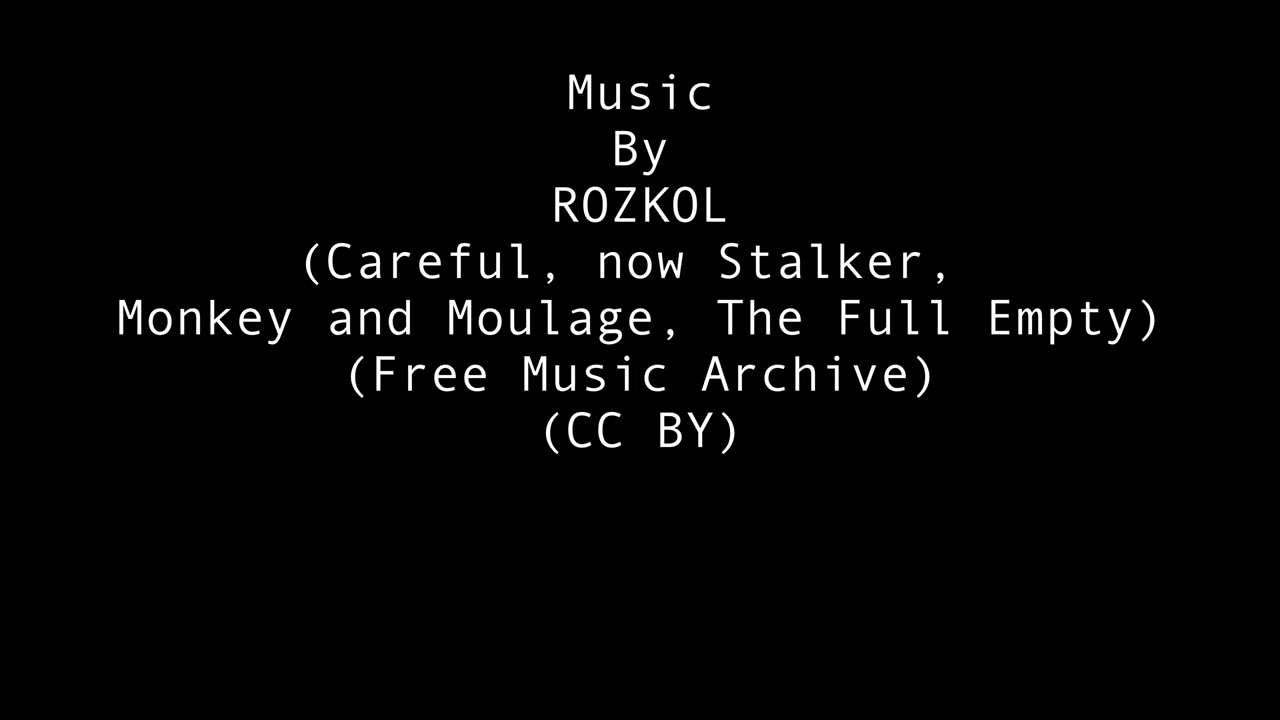 Music
By
ROZKOL
(Careful, now Stalker,
Monkey and Moulage, The Full Empty)
(Free Music Archive)
(CC BY)